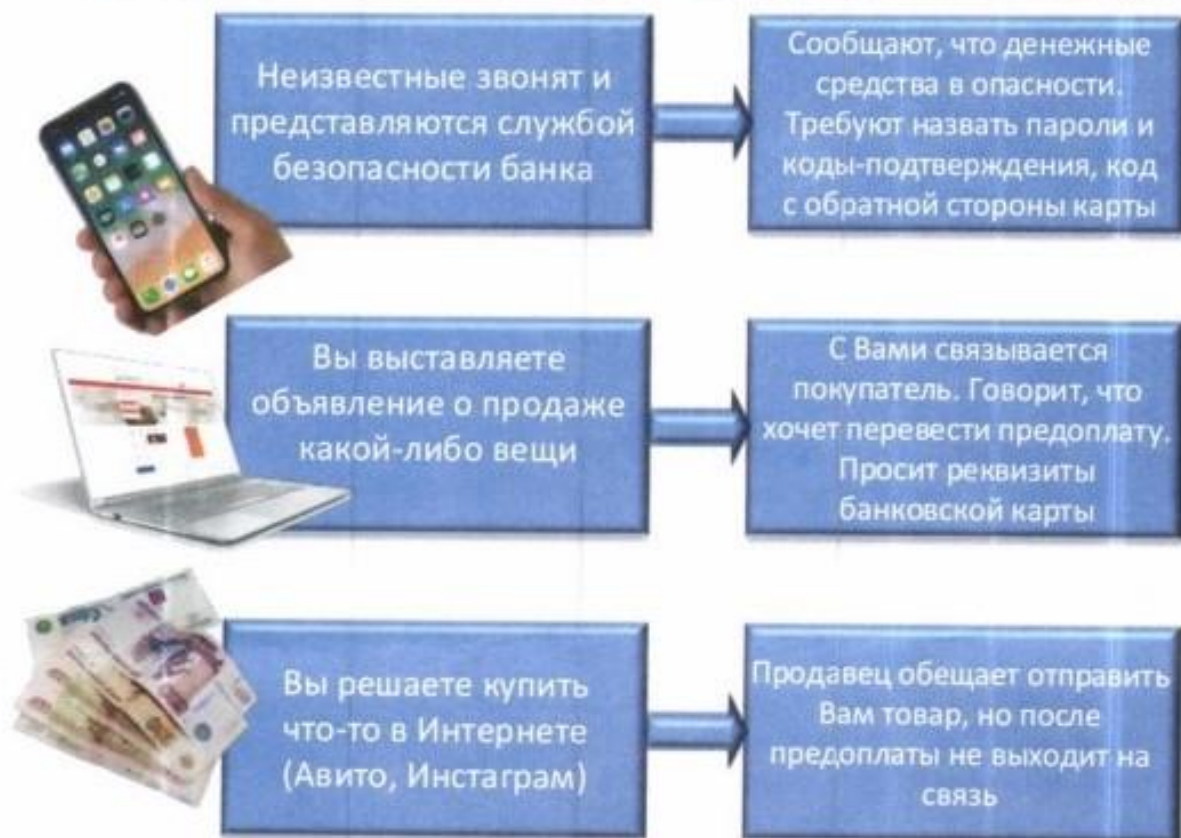 Неизвестные звонят и
представляются службой
безопасности банка
Сообщают, что денежные
средства в опасности.
Требуют назвать пароли и
коды-подтверждения, код
с обратной стороны карты
Вы выставляете
объявление о продаже
какой-либо вещи
С Вами связывается
покупатель. Говорит, что
хочет перевести предоплату.
Просит реквизиты
банковской карты
Вы решаете купить
что-то в Интернете
(Авито, Инстаграм)
Продавец обещает отправить
Вам товар, но после
предоплаты не выходит на
связь